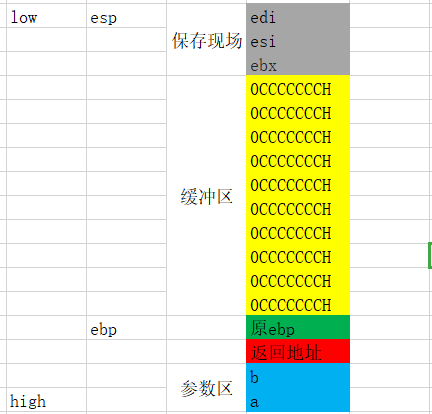 low esp edi
保存现场 esi
ebx
0CCCCCCCH
0CCCCCCCH
0CCCCCCCH
0CCCCCCCH
0CCCCCCCH
缓冲区 0CCCCCCCH
0CCCCCCCH
0CCCCCCCH
0CCCCCCCH
0CCCCCCCH
ebp 原ebp
返回地址
参数区 b
high a